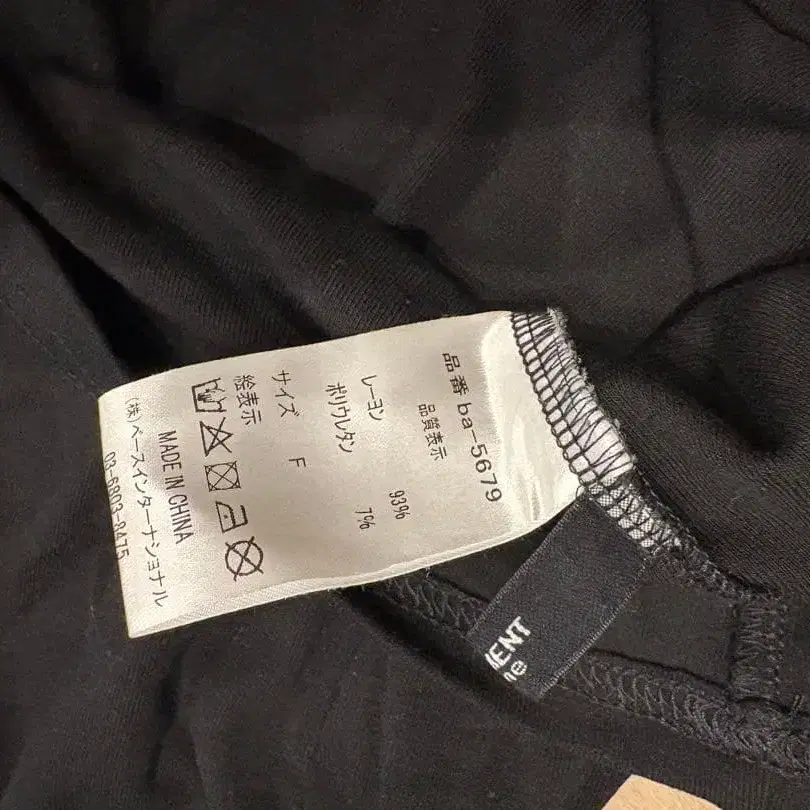 品番 ba-5679
品質表示
レーヨン 93%
ポリウレタン 7%
サイズ F
絵表示
MADE IN CHINA
(株)ベースインターナショナル
03-6803-8475
MENT